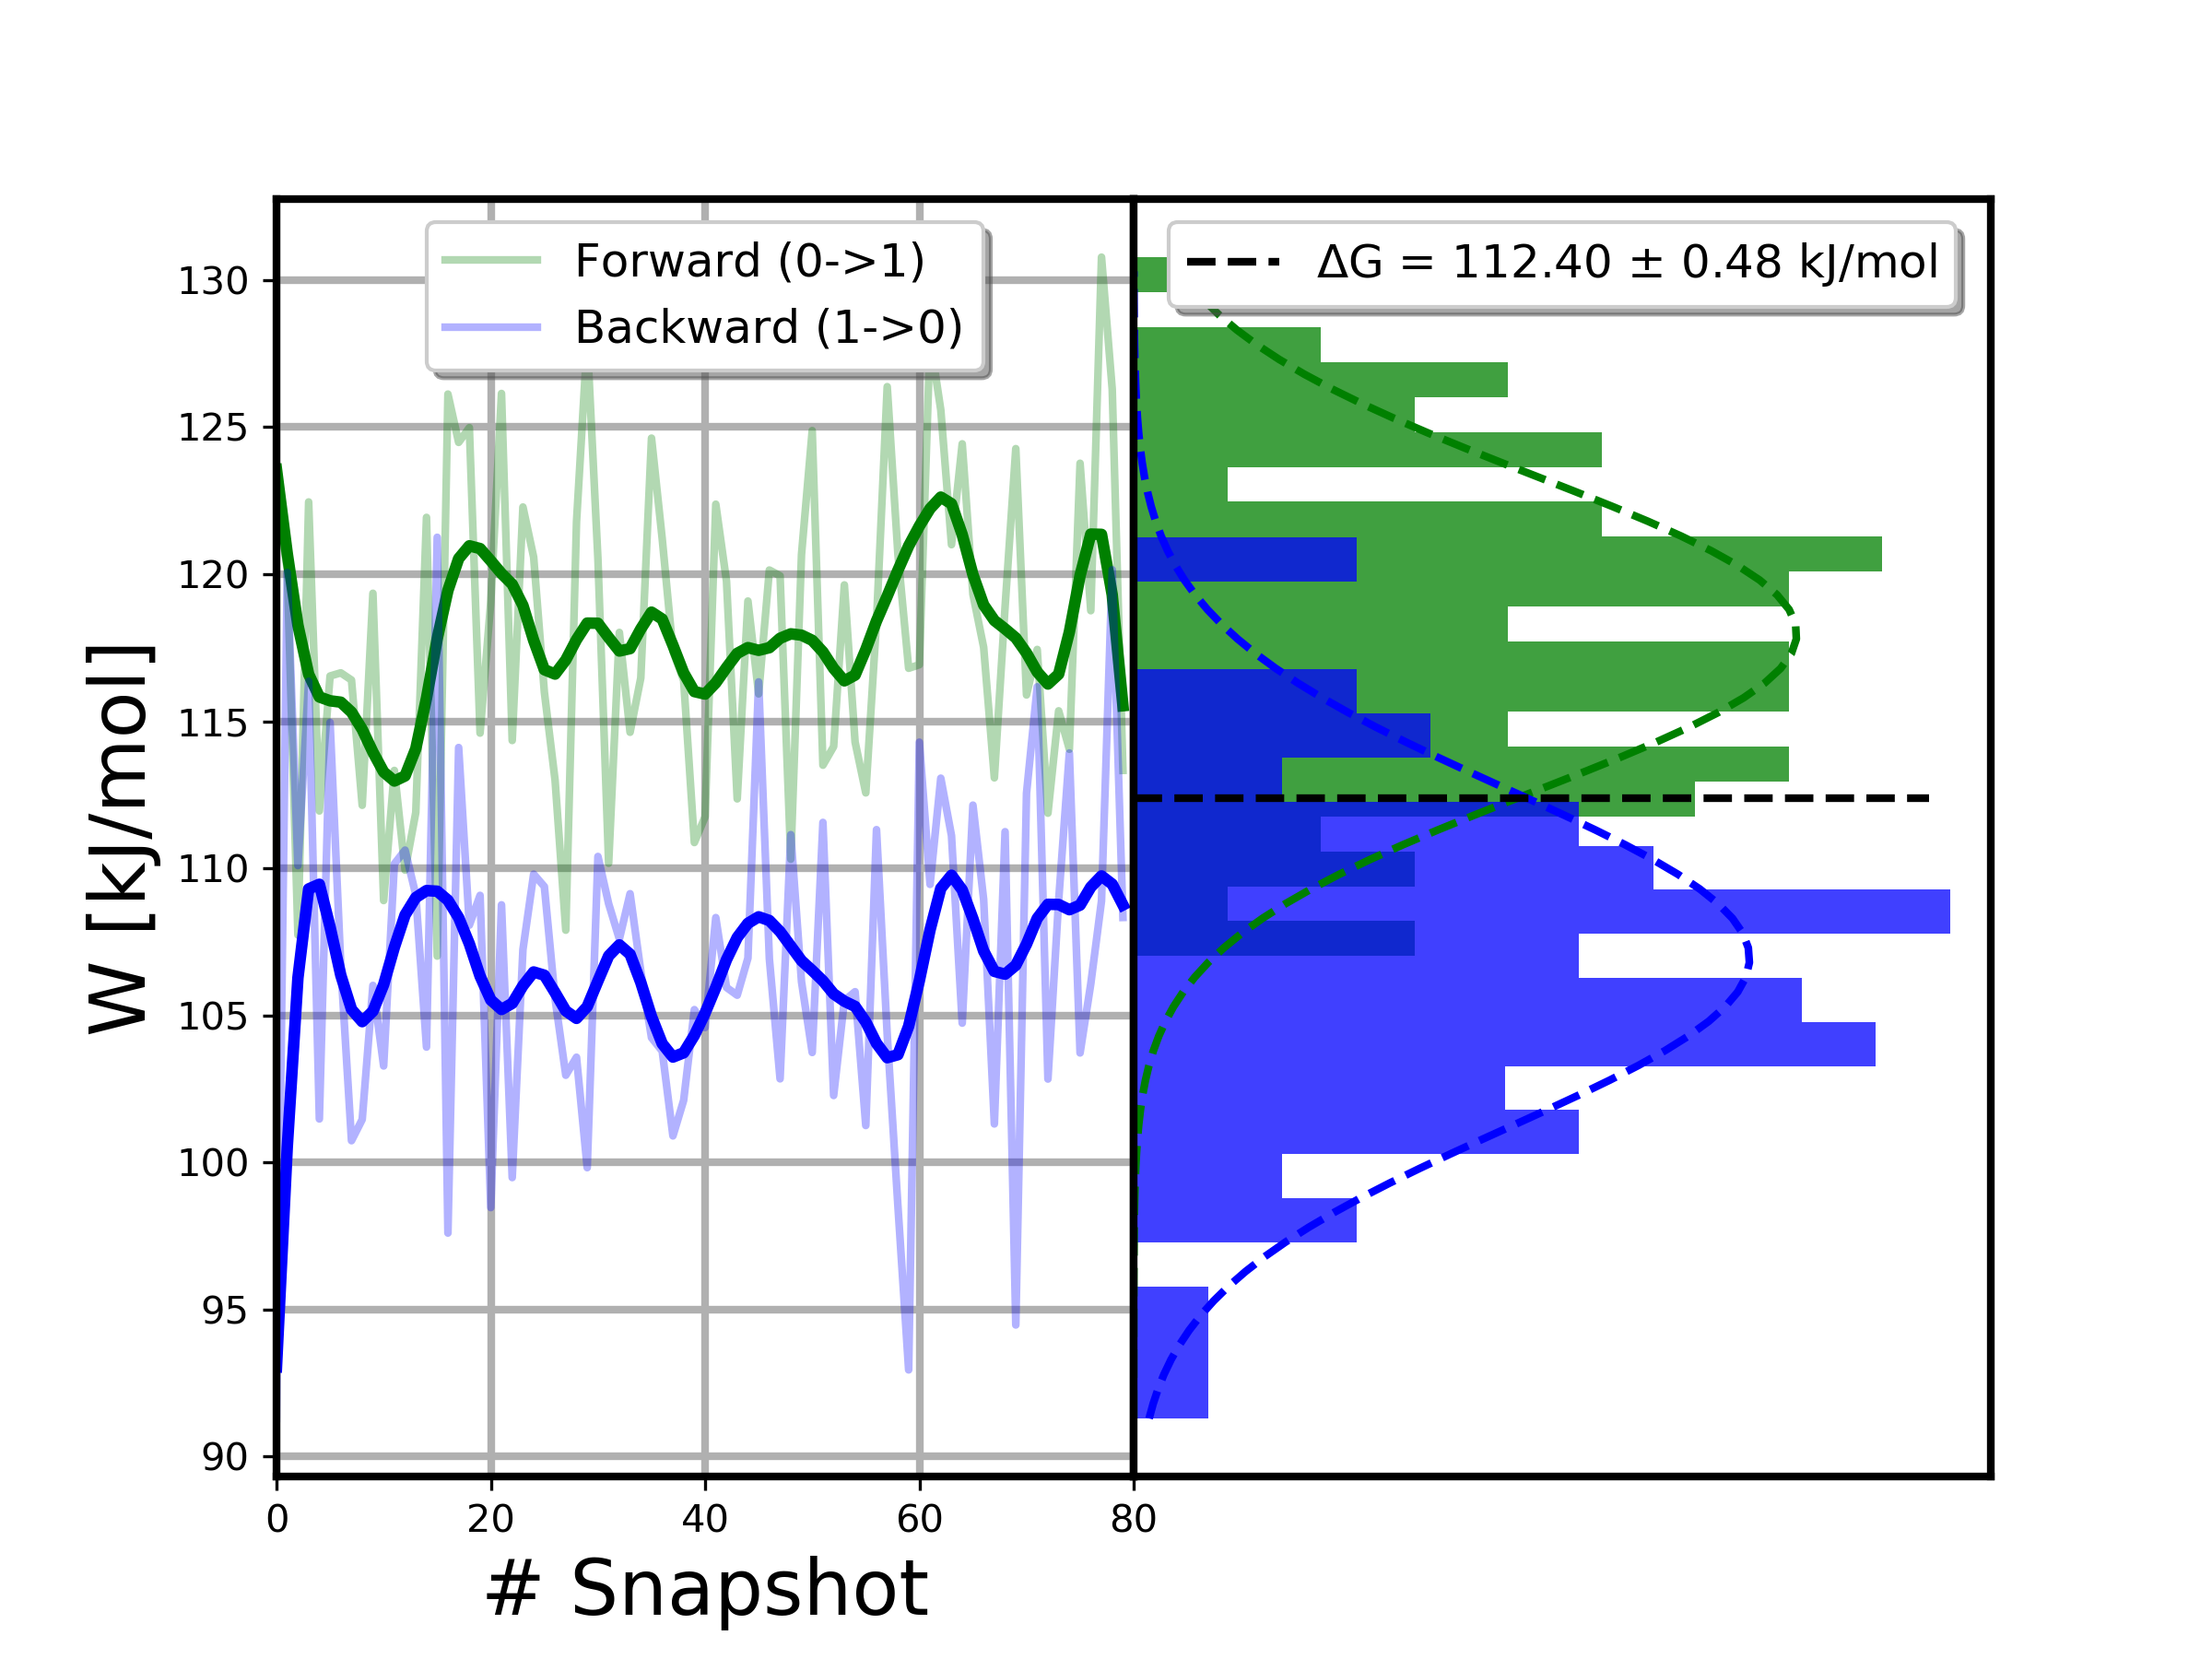 Forward (0->1)
Backward (1->0)
ΔG = 112.40 ± 0.48 kJ/mol
W [kJ/mol]
130
125
120
115
110
105
100
95
90
0 20 40 60 80
# Snapshot